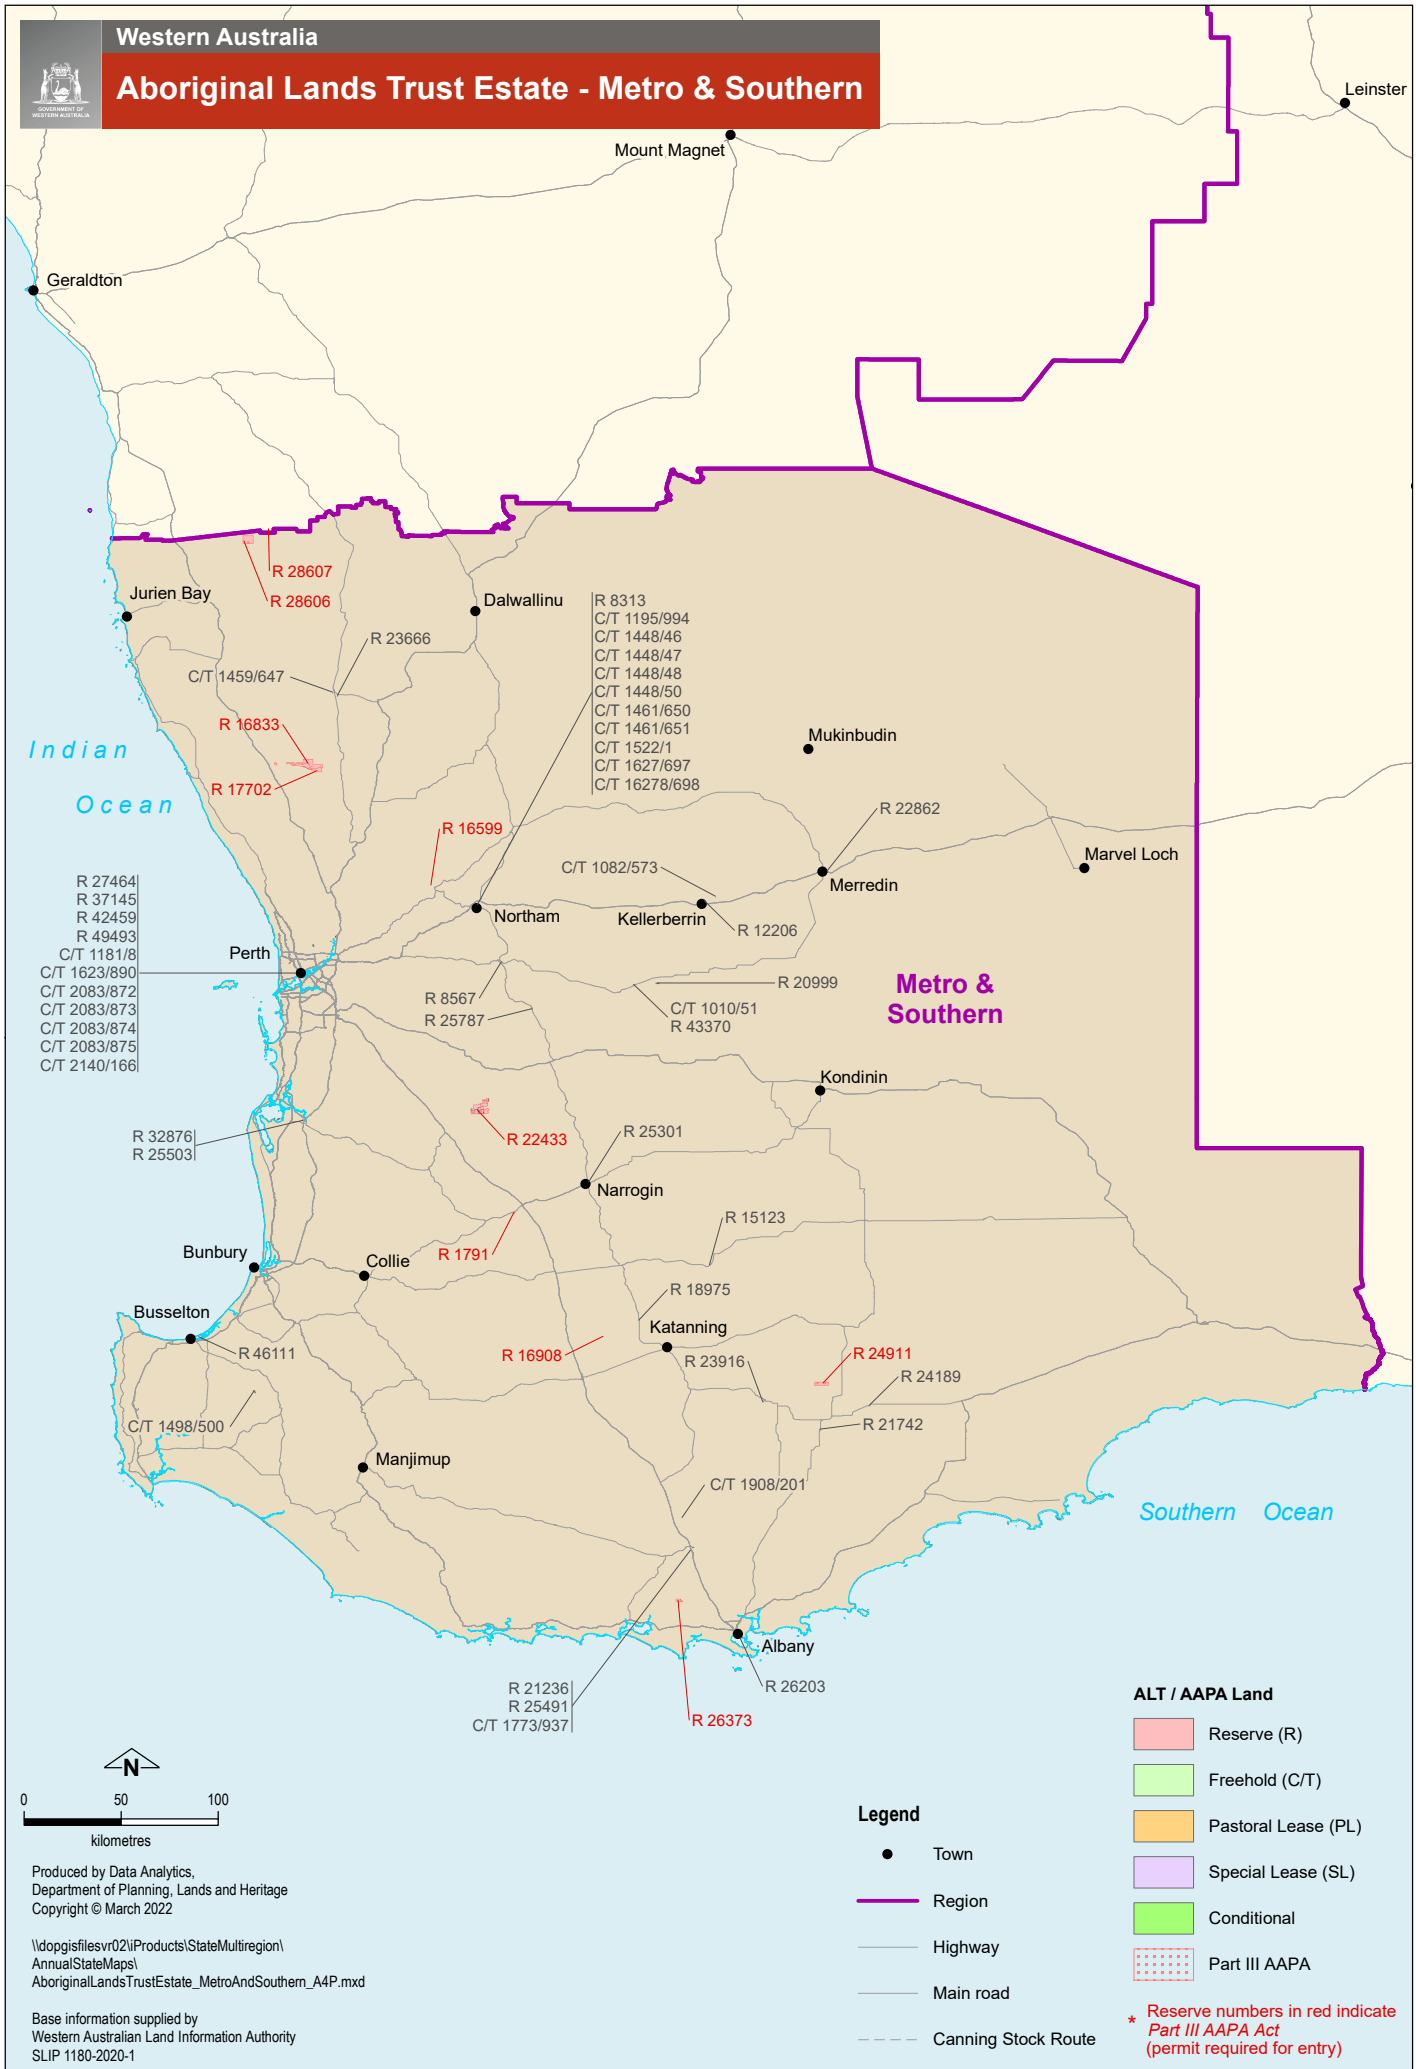 Western Australia
Aboriginal Lands Trust Estate - Metro & Southern
GOVERNMENT OF
WESTERN AUSTRALIA
Leinster
Mount Magnet
Geraldton
R 28607
R 28606
Jurien Bay
Dalwallinu
R 23666
C/T 1459/647
R 8313
C/T 1195/994
C/T 1448/46
C/T 1448/47
C/T 1448/48
C/T 1448/50
C/T 1461/650
C/T 1461/651
C/T 1522/1
C/T 1627/697
C/T 16278/698
R 16833
R 17702
Indian
Ocean
Mukinbudin
R 22862
R 16599
Marvel Loch
C/T 1082/573
Merredin
Northam
Kellerberrin
R 12206
R 27464
R 37145
R 42459
R 49493
C/T 1181/8
C/T 1623/890
C/T 2083/872
C/T 2083/873
C/T 2083/874
C/T 2083/875
C/T 2140/166
Perth
R 8567
R 25787
R 20999
C/T 1010/51
R 43370
Metro &
Southern
Kondinin
R 32876
R 25503
R 22433
R 25301
Narrogin
R 15123
R 1791
Bunbury
Collie
R 18975
Busselton
Katanning
R 46111
R 16908
R 23916
R 24911
R 24189
C/T 1498/500
R 21742
Manjimup
C/T 1908/201
Southern Ocean
Albany
R 26203
R 21236
R 25491
C/T 1773/937
R 26373
N
0 50 100
kilometres
Produced by Data Analytics,
Department of Planning, Lands and Heritage
Copyright © March 2022
\\dopgisfilesvr02\iProducts\StateMultiregion\
AnnualStateMaps\
AboriginalLandsTrustEstate_MetroAndSouthern_A4P.mxd
Base information supplied by
Western Australian Land Information Authority
SLIP 1180-2020-1
Legend
Town
Region
Highway
Main road
Canning Stock Route
ALT / AAPA Land
Reserve (R)
Freehold (C/T)
Pastoral Lease (PL)
Special Lease (SL)
Conditional
Part III AAPA
* Reserve numbers in red indicate
Part III AAPA Act
(permit required for entry)